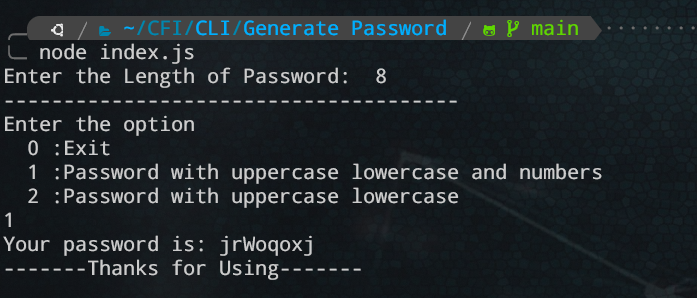 ~/CFI/CLI/Generate Password / main
node index.js
Enter the Length of Password:  8
--------------------------------------
Enter the option
  0 :Exit
  1 :Password with uppercase lowercase and numbers
  2 :Password with uppercase lowercase
1
Your password is: jrWoqoxj
-------Thanks for Using-------